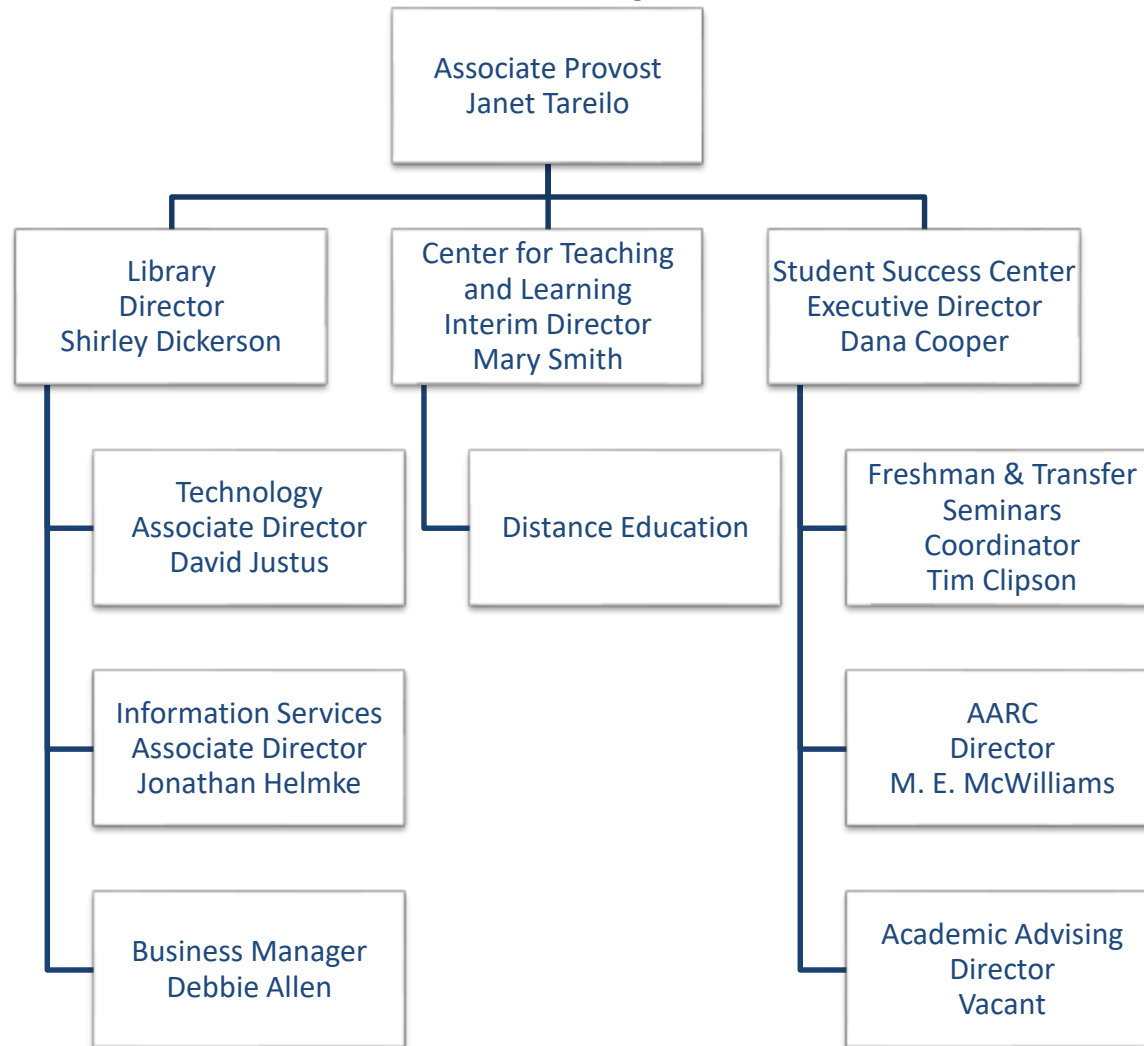 Associate Provost
Janet Tareilo
Library
Director
Shirley Dickerson
Center for Teaching
and Learning
Interim Director
Mary Smith
Student Success Center
Executive Director
Dana Cooper
Technology
Associate Director
David Justus
Information Services
Associate Director
Jonathan Helmke
Business Manager
Debbie Allen
Distance Education
Freshman & Transfer
Seminars
Coordinator
Tim Clipson
AARC
Director
M. E. McWilliams
Academic Advising
Director
Vacant